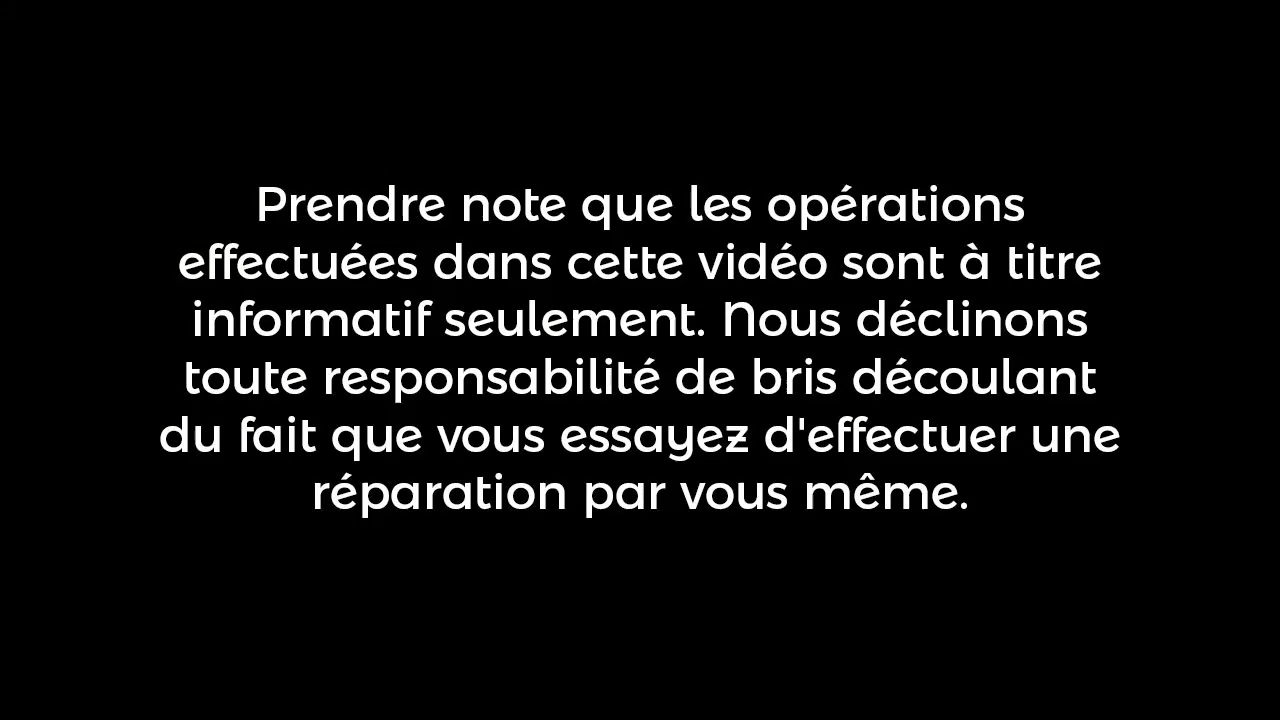 Prendre note que les opérations
effectuées dans cette vidéo sont à titre
informatif seulement. Nous déclinons
toute responsabilité de bris découlant
du fait que vous essayez d'effectuer une
réparation par vous même.